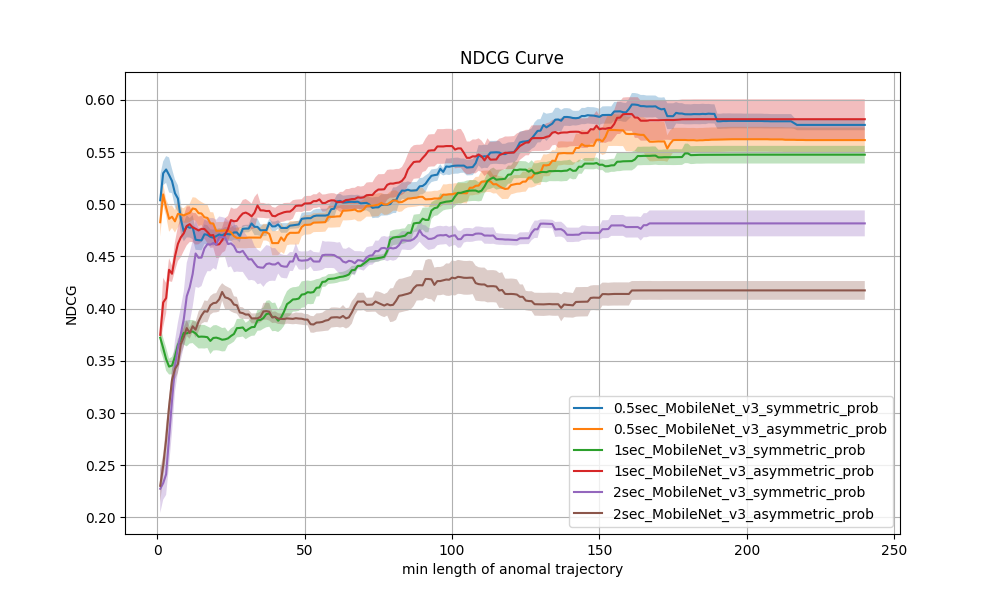 NDCG Curve
NDCG
0.60
0.55
0.50
0.45
0.40
0.35
0.30
0.25
0.20
0 50 100 150 200 250
min length of anomal trajectory
0.5sec_MobileNet_v3_symmetric_prob
0.5sec_MobileNet_v3_asymmetric_prob
1sec_MobileNet_v3_symmetric_prob
1sec_MobileNet_v3_asymmetric_prob
2sec_MobileNet_v3_symmetric_prob
2sec_MobileNet_v3_asymmetric_prob